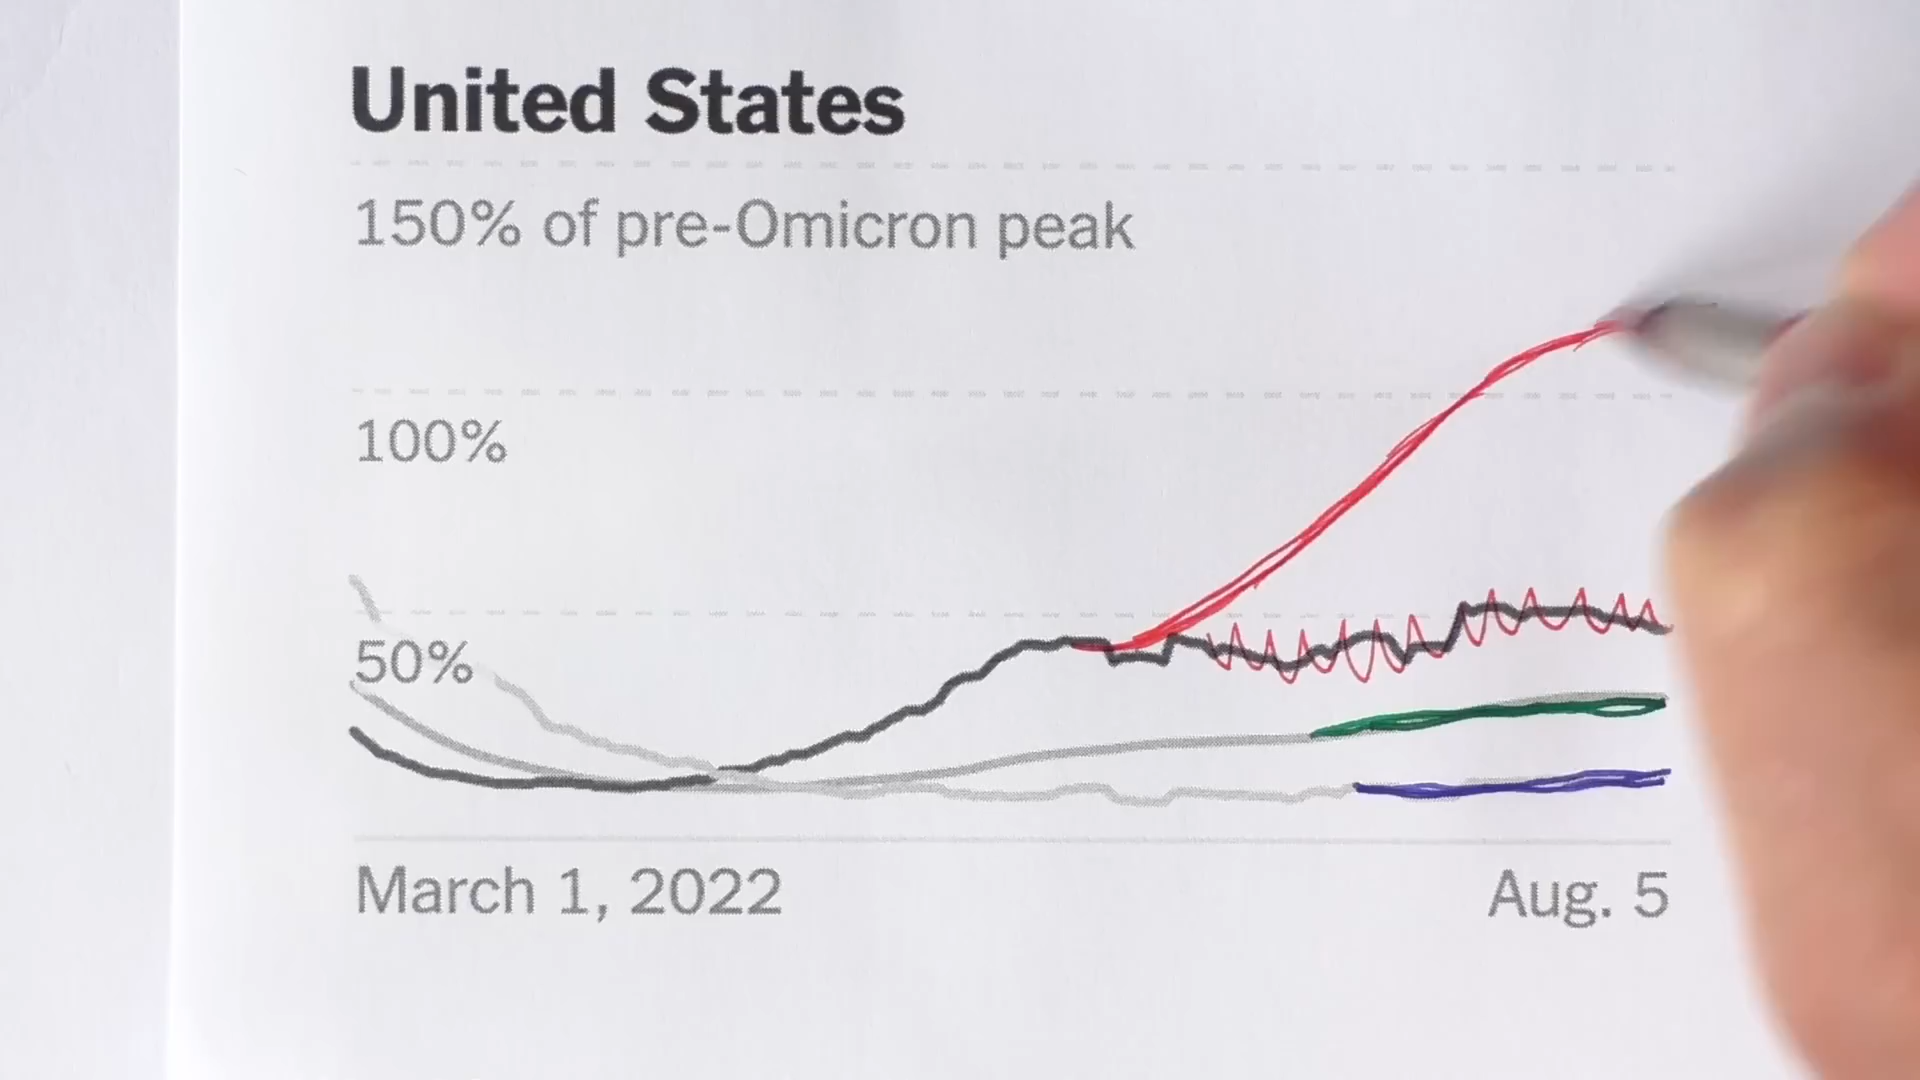 United States
150% of pre-Omicron peak
100%
50%
March 1, 2022
Aug. 5